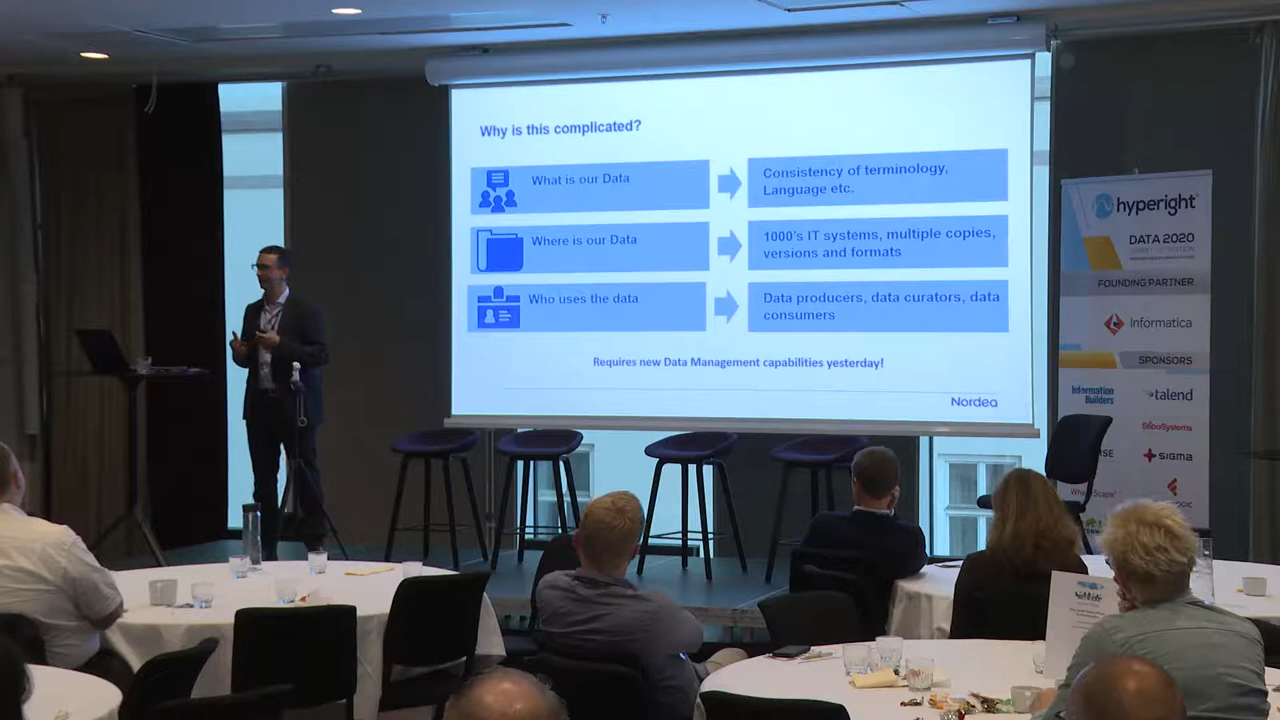 Why is this complicated?
What is our Data
Consistency of terminology,
Language etc.
Where is our Data
1000's IT systems, multiple copies,
versions and formats
Who uses the data
Data producers, data curators, data
consumers
Requires new Data Management capabilities yesterday!
Nordea
hyperight
DATA 2020
FOUNDING PARTNER
Informatica
SPONSORS
Information
Builders
talend
StiboSystems
SIGMA